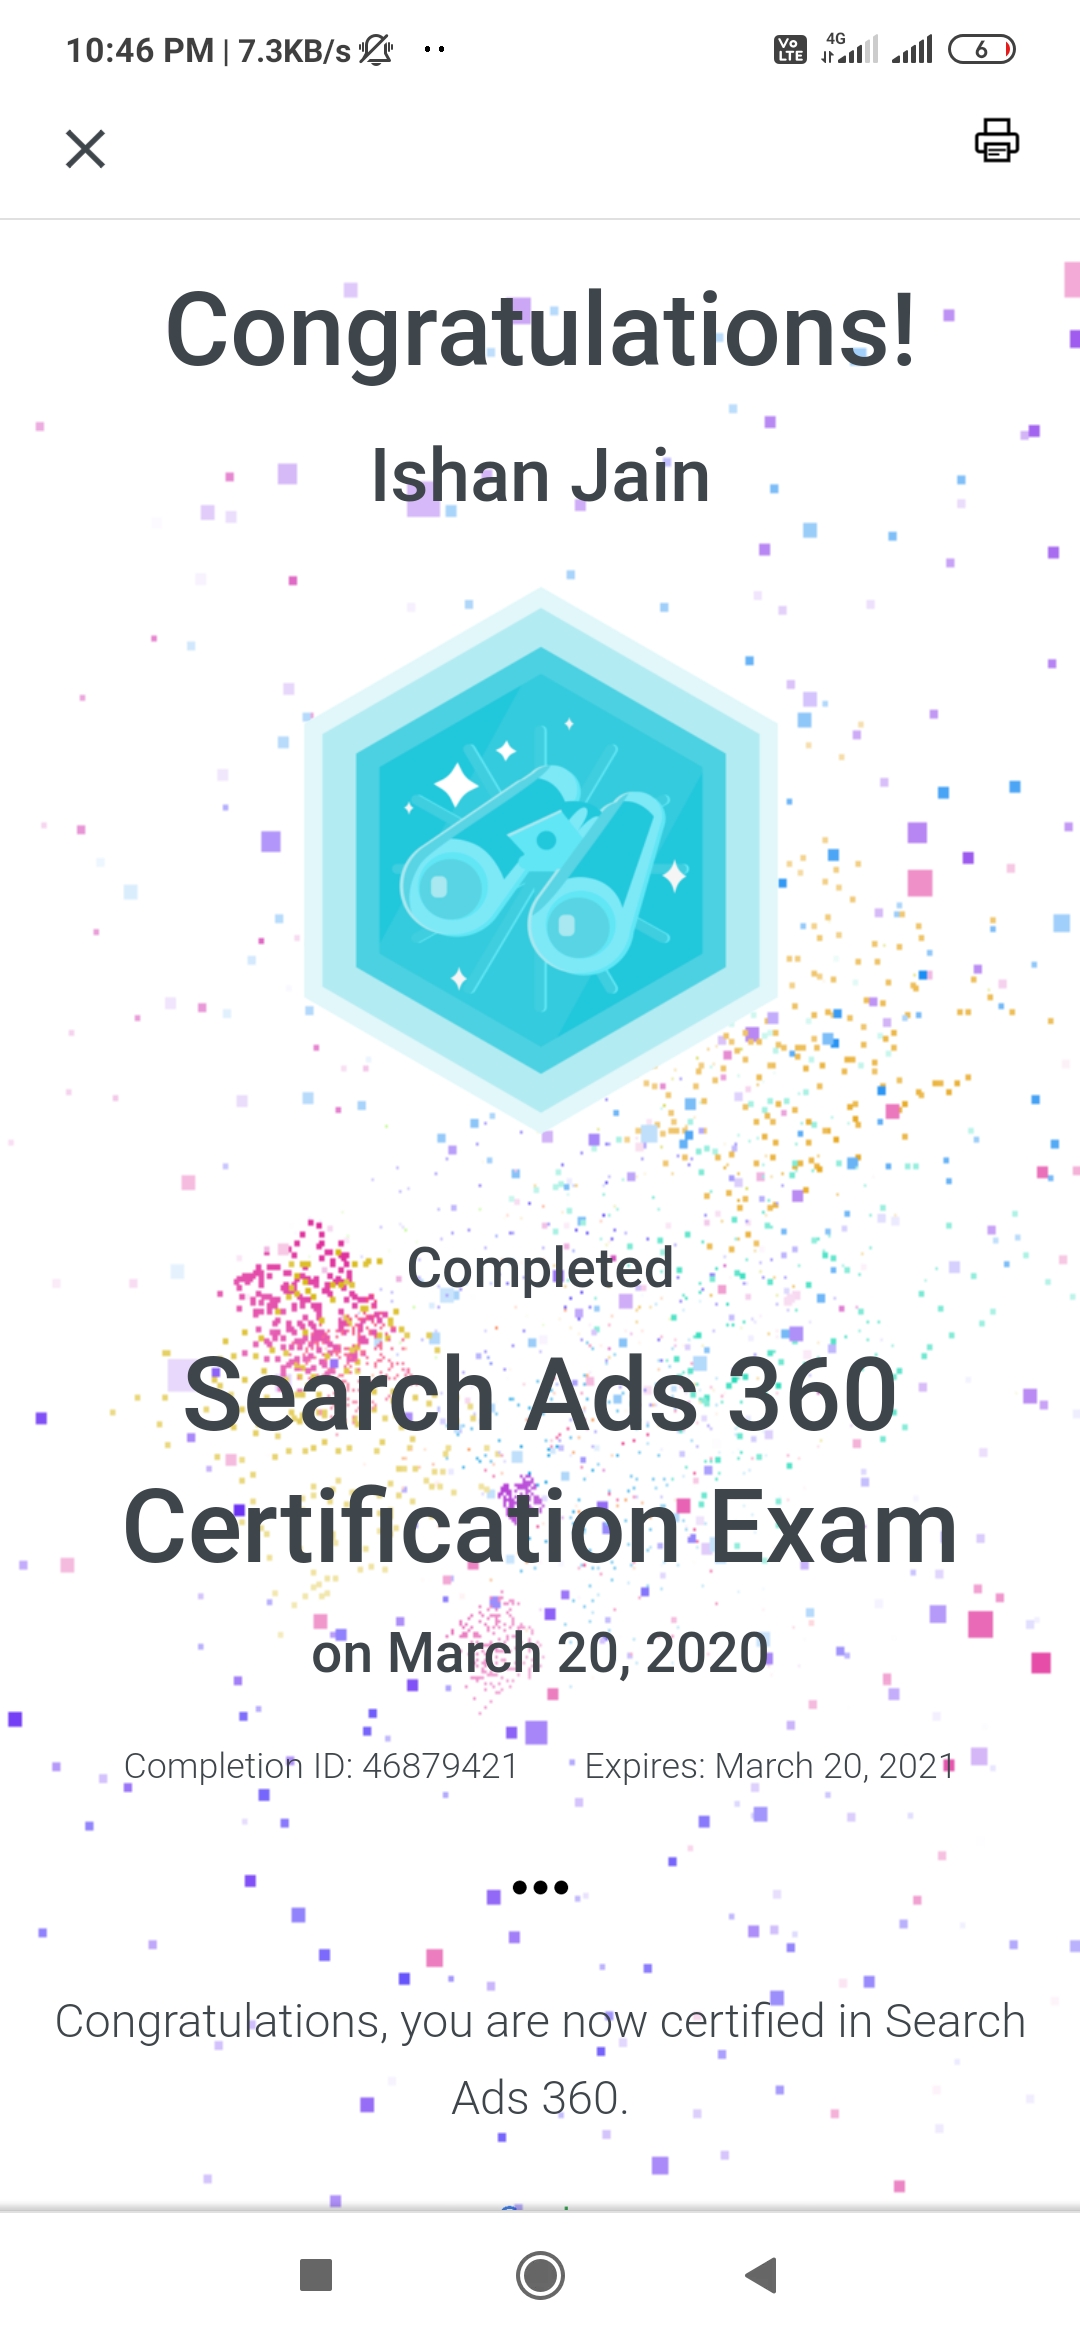 10:46 PM | 7.3KB/s
Vo LTE 4G 6
Congratulations!
Ishan Jain
Completed
Search Ads 360
Certification Exam
on March 20, 2020
Completion ID: 46879421 Expires: March 20, 2021
Congratulations, you are now certified in Search
Ads 360.